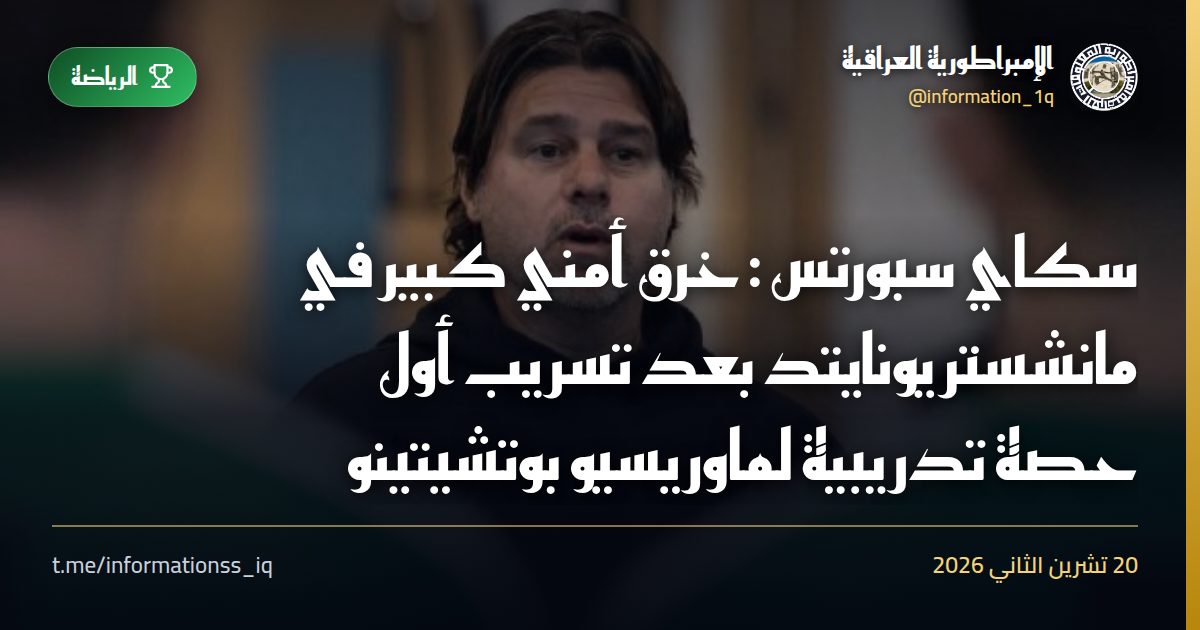 الإمبراطورية العراقية
@information_1q
الرياضة
سكاي سبورتس : خرق أمني كبير في
مانشستر يونايتد بعد تسريب أول
حصة تدريبية لماوريسيو بوتشيتينو
20 تشرين الثاني 2026
t.me/informationss_iq